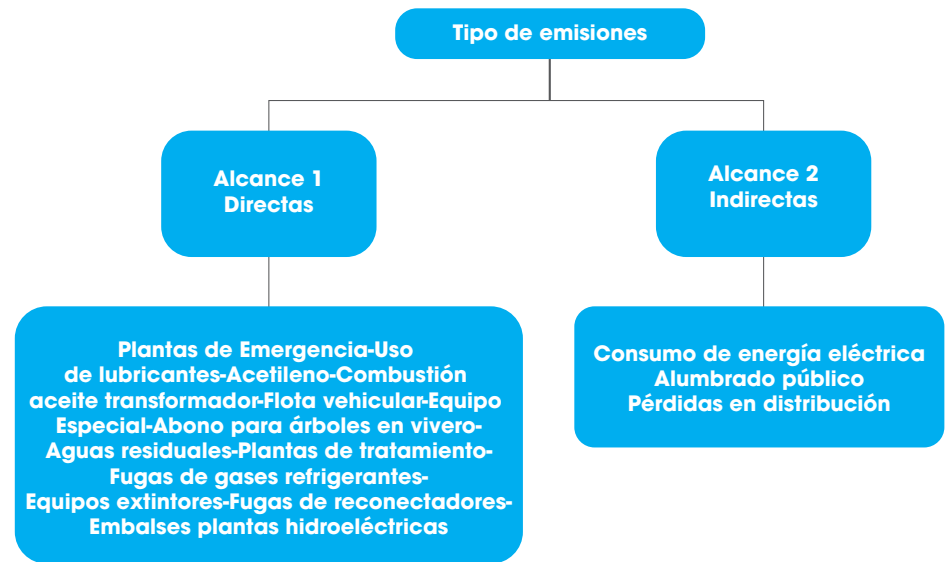 Tipo de emisiones
Alcance 1
Directas
Alcance 2
Indirectas
Plantas de Emergencia-Uso
de lubricantes-Acetileno-Combustión
aceite transformador-Flota vehicular-Equipo
Especial-Abono para árboles en vivero-
Aguas residuales-Plantas de tratamiento-
Fugas de gases refrigerantes-
Equipos extintores-Fugas de reconectadores-
Embalses plantas hidroeléctricas
Consumo de energía eléctrica
Alumbrado público
Pérdidas en distribución